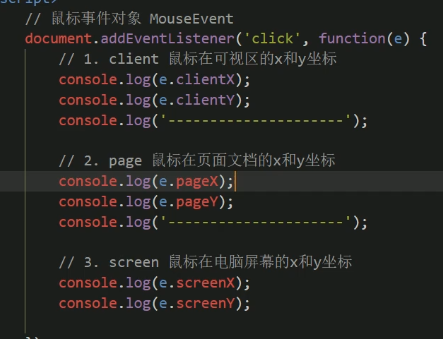 // 鼠标事件对象 MouseEvent
document.addEventListener('click', function(e) {
// 1. client 鼠标在可视区的x和y坐标
console.log(e.clientX);
console.log(e.clientY);
console.log('---------------------');
// 2. page 鼠标在页面文档的x和y坐标
console.log(e.pageX);
console.log(e.pageY);
console.log('---------------------');
// 3. screen 鼠标在电脑屏幕的x和y坐标
console.log(e.screenX);
console.log(e.screenY);